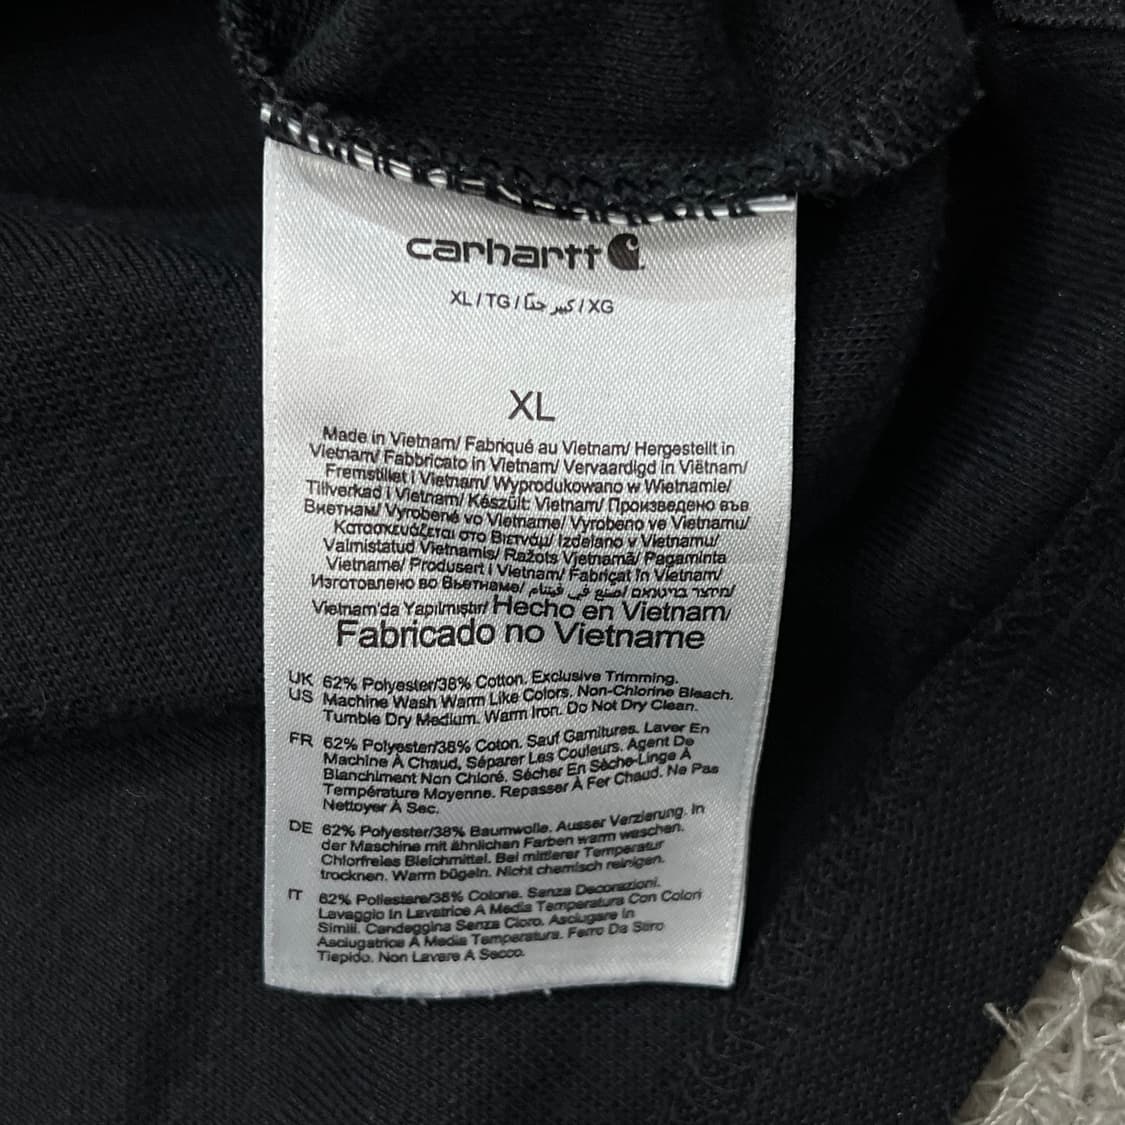 carhartt
XL / TG / كبير جدًا / XG
XL
Made in Vietnam/ Fabriqué au Vietnam/ Hergestellt in
Vietnam/ Fabbricato in Vietnam/ Vervaardigd in Viëtnam/
Fremstillet i Vietnam/ Wyprodukowano w Wietnamie/
Tillverkad i Vietnam/ Készült: Vietnam/ Произведено във
Виетнам/ Vyrobené vo Vietname/ Vyrobeno ve Vietnamu/
Κατασκευάζεται στο Βιετνάμ/ Izdelano v Vietnamu/
Valmistatud Vietnamis/ Ražots Vjetnamā/ Pagaminta
Vietname/ Produsert i Vietnam/ Fabricat în Vietnam/
Изготовлено во Вьетнаме/ صنع في فيتنام/ מיוצר בוייטנאם/
Vietnam'da Yapılmıştır/ Hecho en Vietnam/
Fabricado no Vietname
UK 62% Polyester/38% Cotton. Exclusive Trimming.
US Machine Wash Warm Like Colors. Non-Chlorine Bleach.
Tumble Dry Medium. Warm Iron. Do Not Dry Clean.
FR 62% Polyester/38% Coton. Sauf Garnitures. Laver En
Machine À Chaud, Séparer Les Couleurs. Agent De
Blanchiment Non Chloré. Sécher En Sèche-Linge À
Température Moyenne. Repasser À Fer Chaud. Ne Pas
Nettoyer À Sec.
DE 62% Polyester/38% Baumwolle. Ausser Verzierung. In
der Maschine mit ähnlichen Farben warm waschen.
Chlorfreies Bleichmittel. Bei mittlerer Temperatur
trocknen. Warm bügeln. Nicht chemisch reinigen.
IT 62% Poliestere/38% Cotone. Senza Decorazioni.
Lavaggio In Lavatrice A Media Temperatura Con Colori
Simili. Candeggina Senza Cloro. Asciugare In
Asciugatrice A Media Temperatura. Ferro Da Stiro
Tiepido. Non Lavare A Secco.